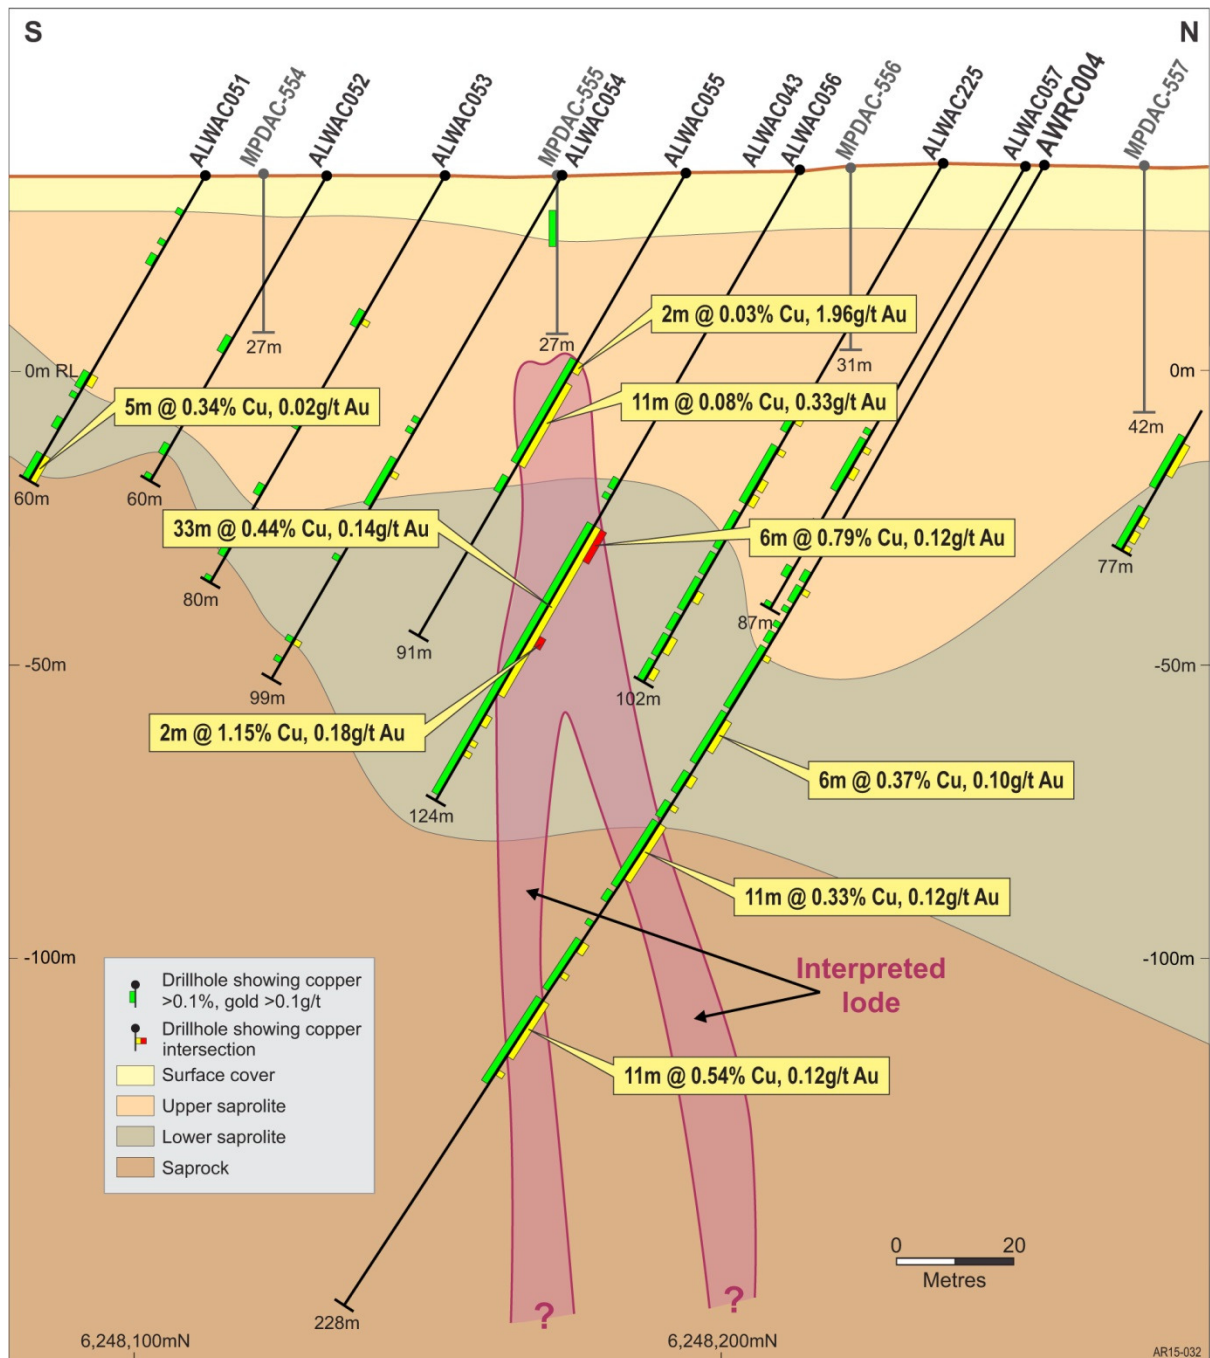 S
N
ALWAC051
MPDAC-554
ALWAC052
ALWAC053
MPDAC-555
ALWAC054
ALWAC055
ALWAC043
ALWAC056
MPDAC-556
ALWAC225
ALWAC057
AWRC004
MPDAC-557
2m @ 0.03% Cu, 1.96g/t Au
27m
27m
31m
0m RL
0m
5m @ 0.34% Cu, 0.02g/t Au
11m @ 0.08% Cu, 0.33g/t Au
42m
60m
60m
33m @ 0.44% Cu, 0.14g/t Au
6m @ 0.79% Cu, 0.12g/t Au
77m
80m
87m
91m
-50m
-50m
99m
102m
2m @ 1.15% Cu, 0.18g/t Au
6m @ 0.37% Cu, 0.10g/t Au
124m
11m @ 0.33% Cu, 0.12g/t Au
-100m
-100m
Interpreted
lode
Drillhole showing copper
>0.1%, gold >0.1g/t
Drillhole showing copper
intersection
Surface cover
Upper saprolite
Lower saprolite
Saprock
11m @ 0.54% Cu, 0.12g/t Au
0
20
Metres
?
?
228m
6,248,100mN
6,248,200mN
AR15-032